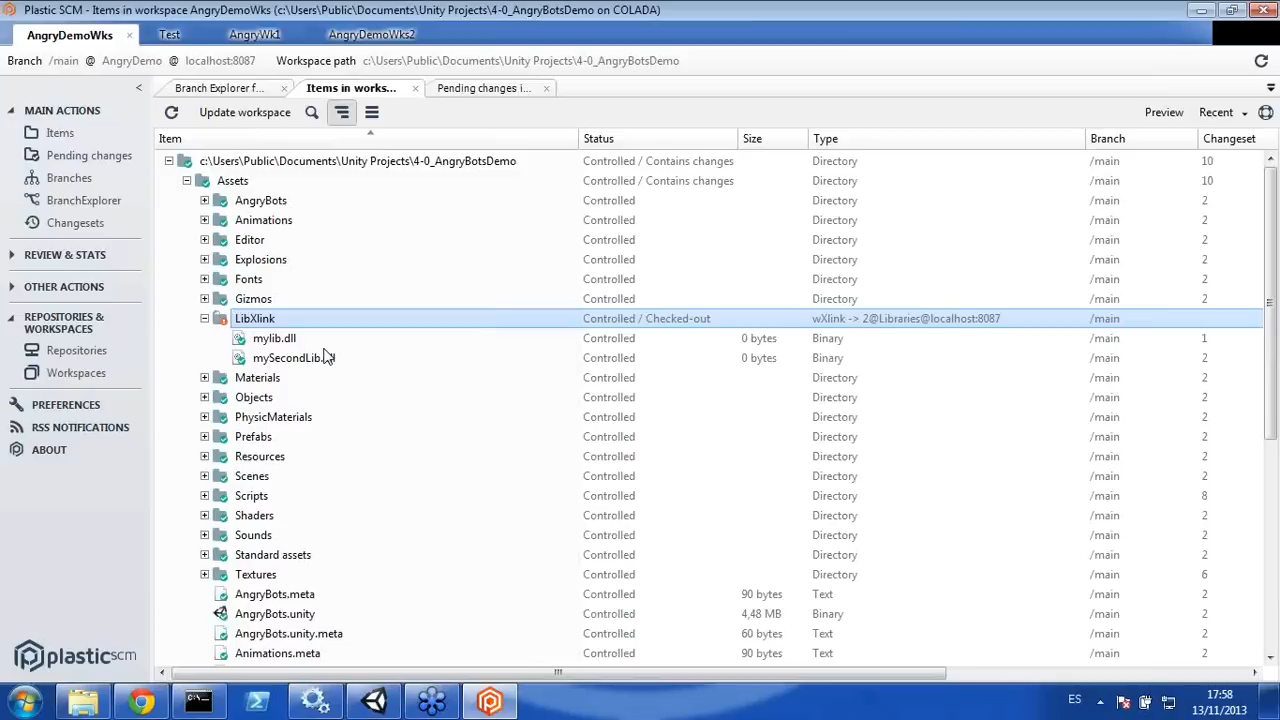 Plastic SCM - Items in workspace AngryDemoWks (c:\Users\Public\Documents\Unity Projects\4-0_AngryBotsDemo on COLADA)
AngryDemoWks × Test AngryWk1 AngryDemoWks2
Branch /main @ AngryDemo @ localhost:8087 Workspace path c:\Users\Public\Documents\Unity Projects\4-0_AngryBotsDemo
MAIN ACTIONS
Items
Pending changes
Branches
BranchExplorer
Changesets
REVIEW & STATS
OTHER ACTIONS
REPOSITORIES &
WORKSPACES
Repositories
Workspaces
PREFERENCES
RSS NOTIFICATIONS
ABOUT
plasticscm
Branch Explorer f... × Items in works... × Pending changes i... ×
Update workspace Preview Recent
Item Status Size Type Branch Changeset
c:\Users\Public\Documents\Unity Projects\4-0_AngryBotsDemo Controlled / Contains changes Directory /main 10
Assets Controlled / Contains changes Directory /main 10
AngryBots Controlled Directory /main 2
Animations Controlled Directory /main 2
Editor Controlled Directory /main 2
Explosions Controlled Directory /main 2
Fonts Controlled Directory /main 2
Gizmos Controlled Directory /main 2
LibXlink Controlled / Checked-out wXlink -> 2@Libraries@localhost:8087 /main
mylib.dll Controlled 0 bytes Binary /main 1
mySecondLib. Controlled 0 bytes Binary /main 2
Materials Controlled Directory /main 2
Objects Controlled Directory /main 2
PhysicMaterials Controlled Directory /main 2
Prefabs Controlled Directory /main 2
Resources Controlled Directory /main 2
Scenes Controlled Directory /main 2
Scripts Controlled Directory /main 8
Shaders Controlled Directory /main 2
Sounds Controlled Directory /main 2
Standard assets Controlled Directory /main 2
Textures Controlled Directory /main 6
AngryBots.meta Controlled 90 bytes Text /main 2
AngryBots.unity Controlled 4,48 MB Binary /main 2
AngryBots.unity.meta Controlled 60 bytes Text /main 2
Animations.meta Controlled 90 bytes Text /main 2
ES 17:58
13/11/2013